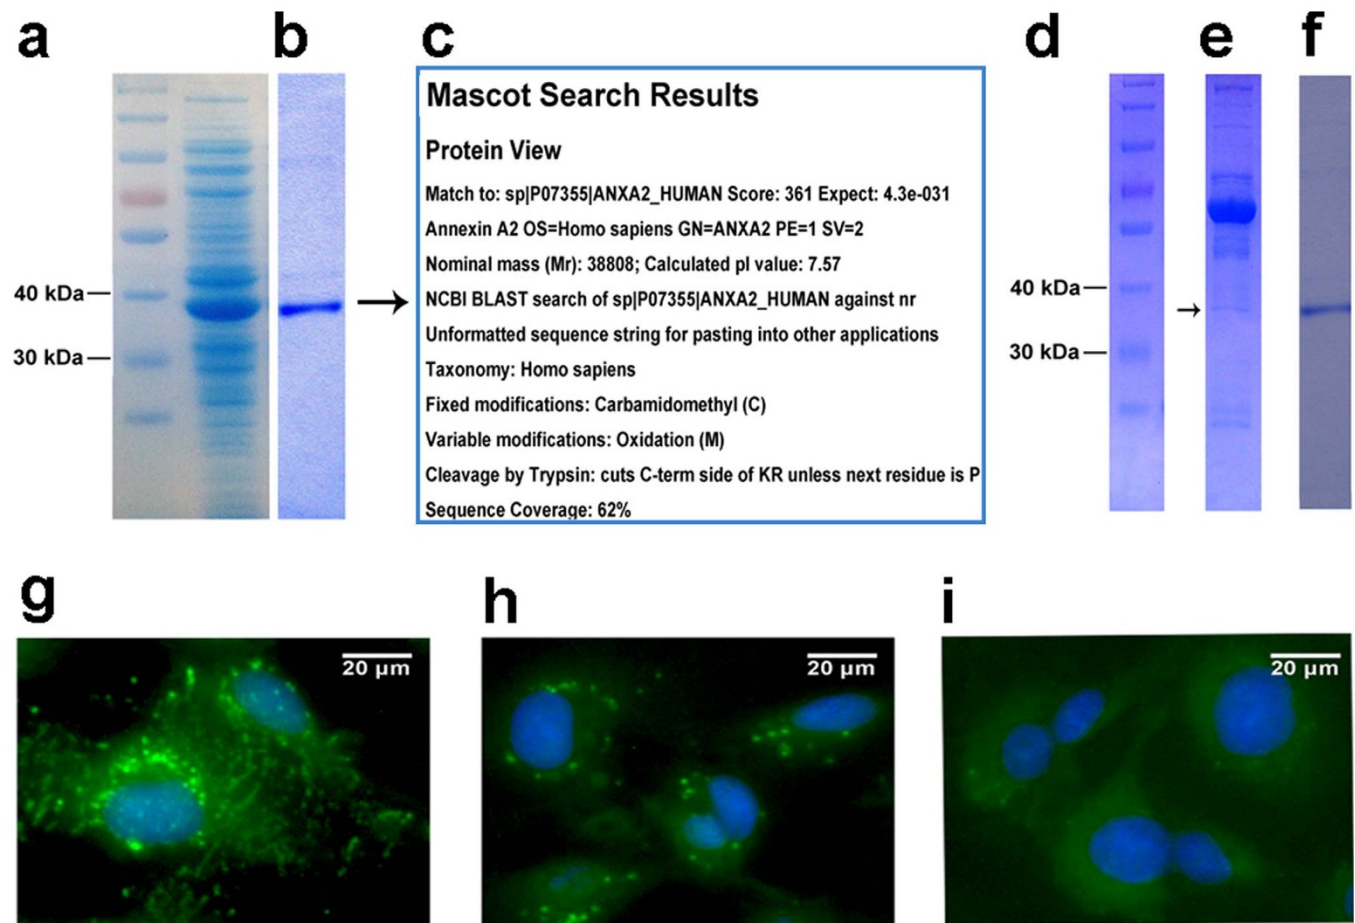 a
b
c
d
e
f
Mascot Search Results
Protein View
Match to: sp|P07355|ANXA2_HUMAN Score: 361 Expect: 4.3e-031
Annexin A2 OS=Homo sapiens GN=ANXA2 PE=1 SV=2
Nominal mass (Mr): 38808; Calculated pI value: 7.57
NCBI BLAST search of sp|P07355|ANXA2_HUMAN against nr
Unformatted sequence string for pasting into other applications
Taxonomy: Homo sapiens
Fixed modifications: Carbamidomethyl (C)
Variable modifications: Oxidation (M)
Cleavage by Trypsin: cuts C-term side of KR unless next residue is P
Sequence Coverage: 62%
40 kDa
30 kDa
40 kDa
30 kDa
g
h
i
20 µm
20 µm
20 µm